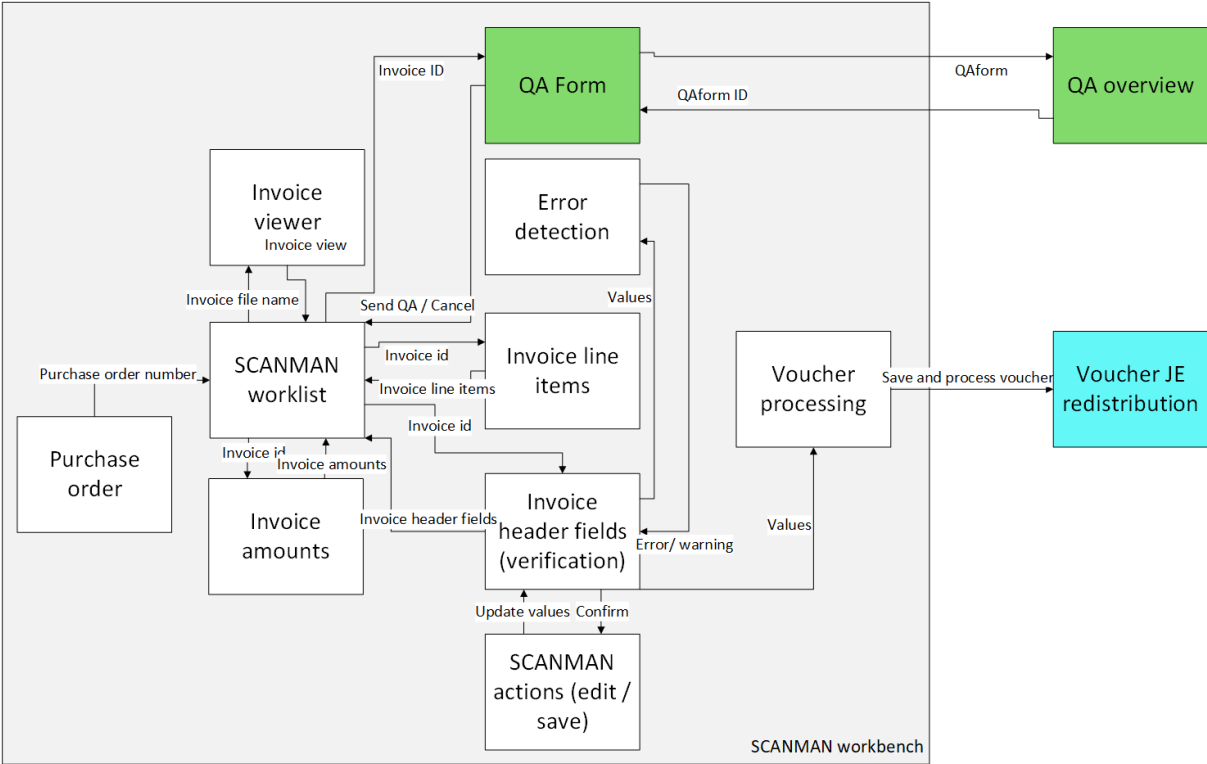 Invoice ID
QA Form
QAform
QAform ID
QA overview
Invoice
viewer
Invoice view
Error
detection
Invoice file name
Send QA / Cancel
Values
SCANMAN
worklist
Invoice id
Invoice line
items
Invoice line items
Purchase order number
Invoice id
Voucher
processing
Save and process voucher
Voucher JE
redistribution
Purchase
order
Invoice id
Invoice amounts
Invoice
amounts
Invoice header fields
Invoice
header fields
(verification)
Error/ warning
Values
Update values
Confirm
SCANMAN
actions (edit /
save)
SCANMAN workbench